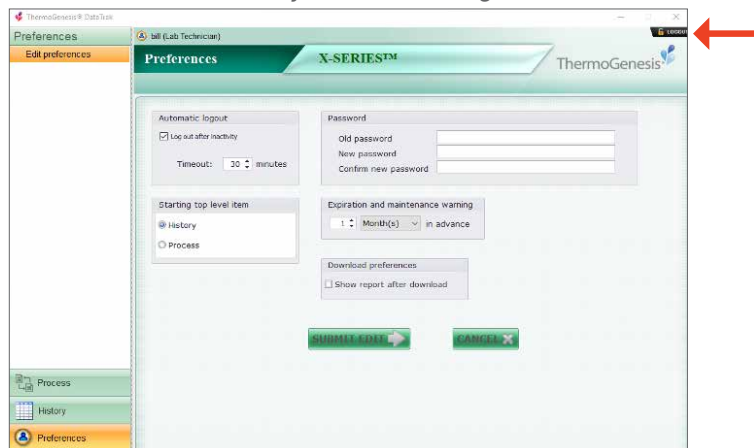 ThermoGenesis® DataTrak
Preferences
bill (Lab Technician)
LOGOUT
Edit preferences
Preferences
X-SERIES™
ThermoGenesis
Automatic logout
Log out after inactivity
Timeout: 30 minutes
Password
Old password
New password
Confirm new password
Starting top level item
History
Process
Expiration and maintenance warning
1 Month(s) in advance
Download preferences
Show report after download
SUBMIT EDIT
CANCEL
Process
History
Preferences